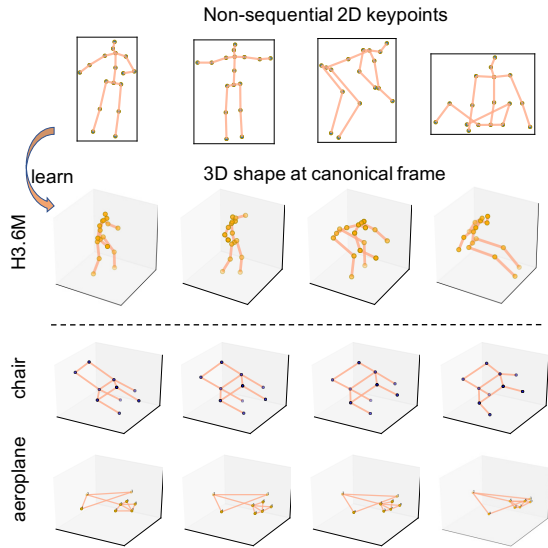 Non-sequential 2D keypoints
learn
3D shape at canonical frame
H3.6M
chair
aeroplane